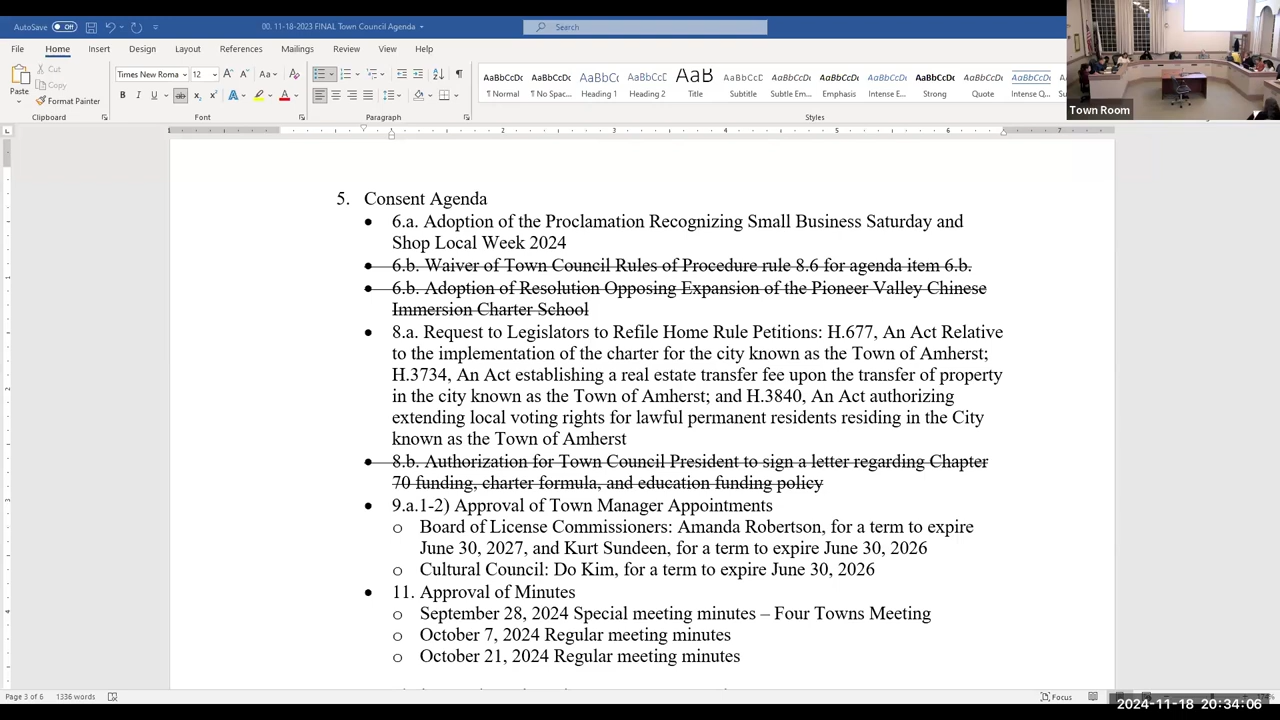 AutoSave Off 00. 11-18-2023 FINAL Town Council Agenda Search
File Home Insert Design Layout References Mailings Review View Help
Paste Cut Copy Format Painter
Times New Roma 12
AaBbCcDc AaBbCcDc AaBbCc AaBbCcD AaB AaBbCcD AaBbCcDc AaBbCcDc AaBbCcDc AaBbCcDc AaBbCcDc AaBbCcDc
¶ Normal ¶ No Spac... Heading 1 Heading 2 Title Subtitle Subtle Em... Emphasis Intense E... Strong Quote Intense Q...
Clipboard Font Paragraph Styles
Town Room
5. Consent Agenda
• 6.a. Adoption of the Proclamation Recognizing Small Business Saturday and
Shop Local Week 2024
• 6.b. Waiver of Town Council Rules of Procedure rule 8.6 for agenda item 6.b.
• 6.b. Adoption of Resolution Opposing Expansion of the Pioneer Valley Chinese
Immersion Charter School
• 8.a. Request to Legislators to Refile Home Rule Petitions: H.677, An Act Relative
to the implementation of the charter for the city known as the Town of Amherst;
H.3734, An Act establishing a real estate transfer fee upon the transfer of property
in the city known as the Town of Amherst; and H.3840, An Act authorizing
extending local voting rights for lawful permanent residents residing in the City
known as the Town of Amherst
• 8.b. Authorization for Town Council President to sign a letter regarding Chapter
70 funding, charter formula, and education funding policy
• 9.a.1-2) Approval of Town Manager Appointments
o Board of License Commissioners: Amanda Robertson, for a term to expire
June 30, 2027, and Kurt Sundeen, for a term to expire June 30, 2026
o Cultural Council: Do Kim, for a term to expire June 30, 2026
• 11. Approval of Minutes
o September 28, 2024 Special meeting minutes – Four Towns Meeting
o October 7, 2024 Regular meeting minutes
o October 21, 2024 Regular meeting minutes
Page 3 of 6 1336 words Focus
2024-11-18 20:34:06